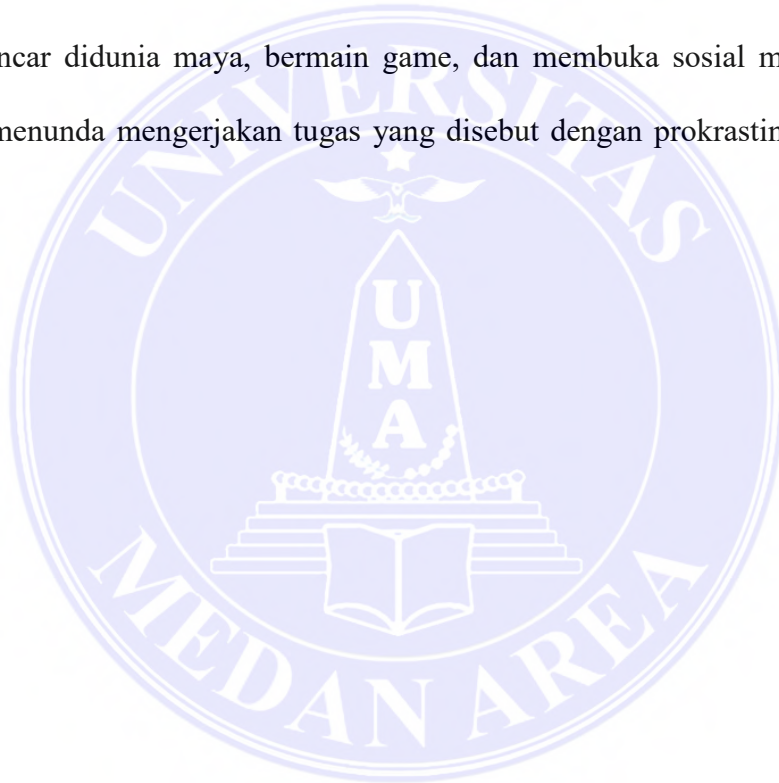 ncar didunia maya, bermain game, dan membuka sosial m
menunda mengerjakan tugas yang disebut dengan prokrastin
UNIVERSITAS
U
M
A
MEDAN AREA